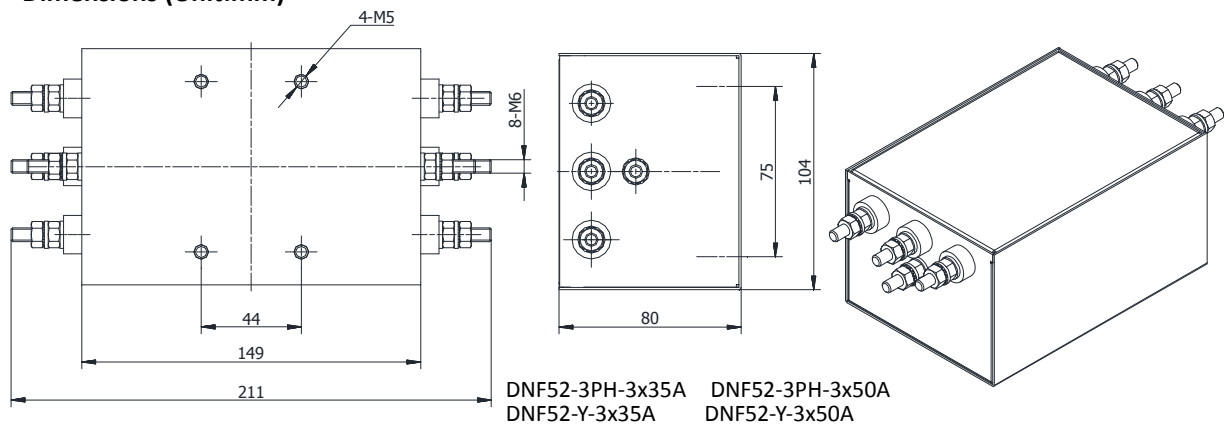 Dimensions (Unit:mm)
4-M5
8-M6
75
104
44
80
149
211
DNF52-3PH-3x35A DNF52-3PH-3x50A
DNF52-Y-3x35A DNF52-Y-3x50A